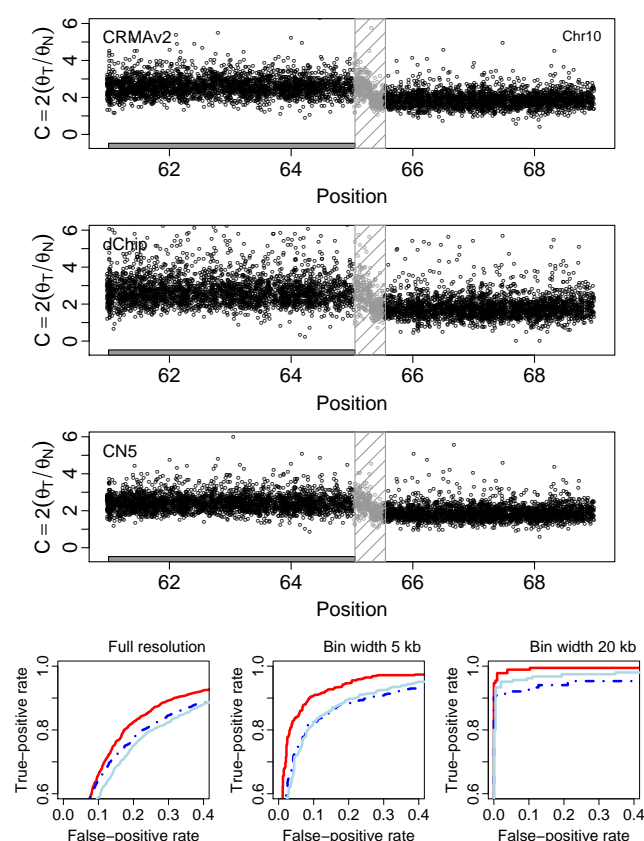 CRMAv2
Chr10
C = 2(θT/θN)
0 2 4 6
62 64 66 68
Position
dChip
C = 2(θT/θN)
0 2 4 6
62 64 66 68
Position
CN5
C = 2(θT/θN)
0 2 4 6
62 64 66 68
Position
Full resolution
True−positive rate
0.6 0.8 1.0
0.0 0.1 0.2 0.3 0.4
False−positive rate
Bin width 5 kb
True−positive rate
0.6 0.8 1.0
0.0 0.1 0.2 0.3 0.4
False−positive rate
Bin width 20 kb
True−positive rate
0.6 0.8 1.0
0.0 0.1 0.2 0.3 0.4
False−positive rate